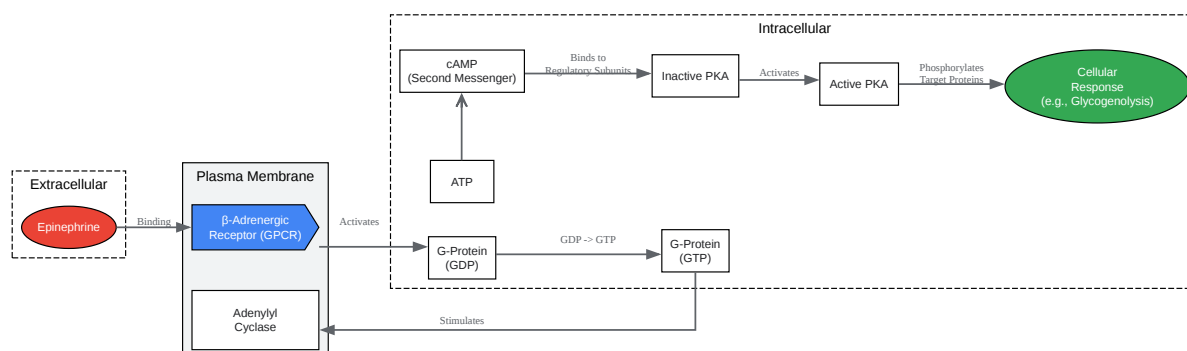 Intracellular
cAMP
(Second Messenger)
Binds to
Regulatory Subunits
Inactive PKA
Activates
Active PKA
Phosphorylates
Target Proteins
Cellular
Response
(e.g., Glycogenolysis)
ATP
Extracellular
Epinephrine
Binding
Plasma Membrane
β-Adrenergic
Receptor (GPCR)
Activates
G-Protein
(GDP)
GDP -> GTP
G-Protein
(GTP)
Adenylyl
Cyclase
Stimulates